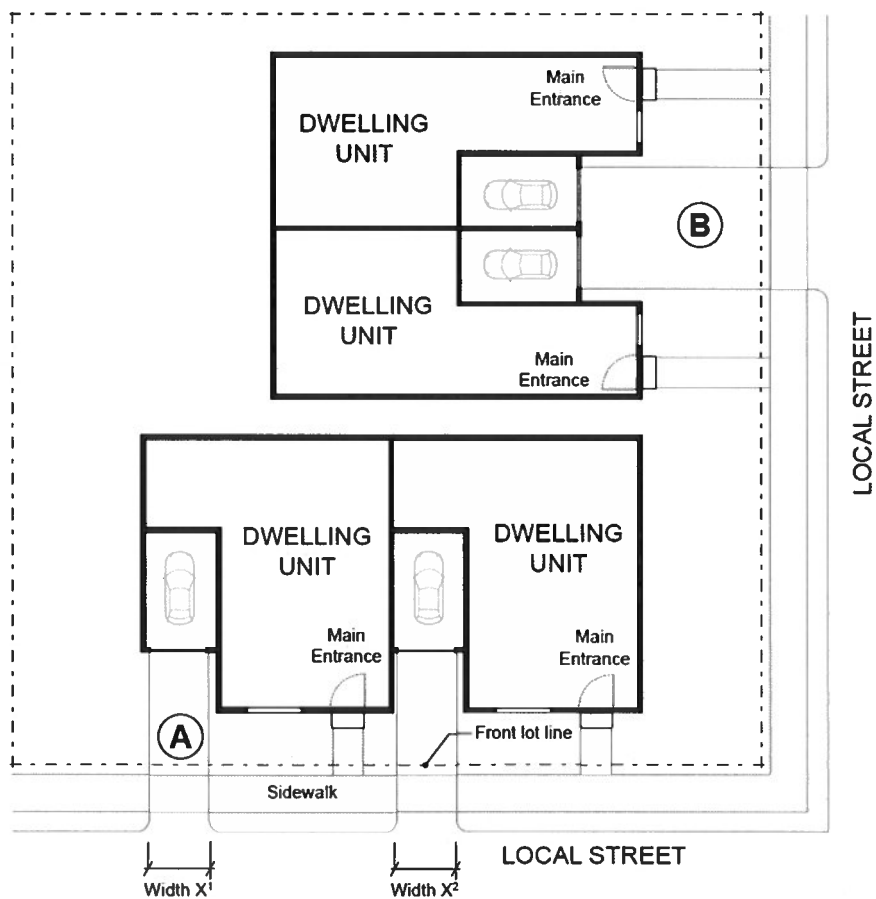 Main
Entrance
DWELLING
UNIT
B
DWELLING
UNIT
Main
Entrance
LOCAL STREET
DWELLING
UNIT
DWELLING
UNIT
Main
Entrance
Main
Entrance
A
Front lot line
Sidewalk
LOCAL STREET
Width X¹
Width X²